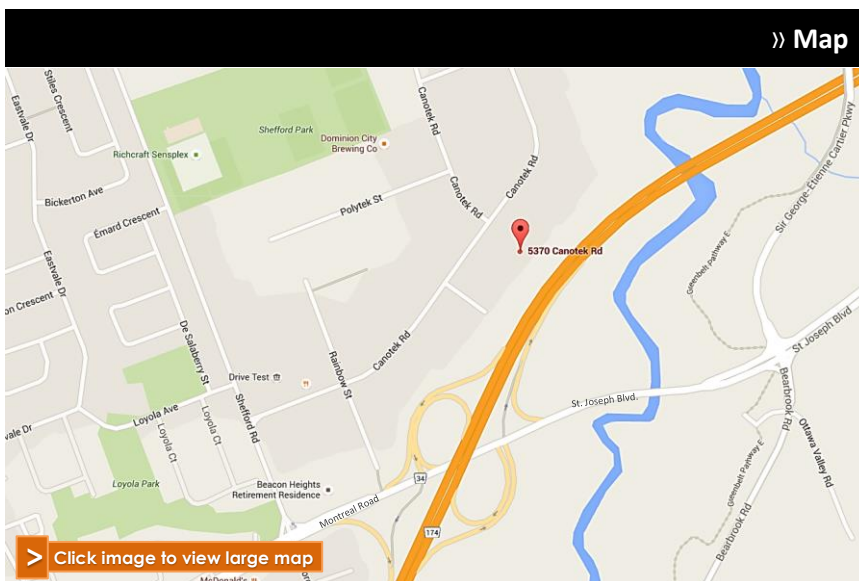 » Map
Stiles Crescent
Eastvale Dr
Shefford Park
Canotek Rd
Dominion City
Brewing Co
Richcraft Sensplex
Canotek Rd
Sir George-Étienne Cartier Pkwy
Bickerton Ave
Canotek Rd
Polytek St
Émard Crescent
5370 Canotek Rd
Greenbelt Pathway E
Eastvale Dr
on Crescent
De Salaberry St
Rainbow St
Canotek Rd
St Joseph Blvd
Drive Test
Bearbrook Rd
St. Joseph Blvd.
Loyola Ave
Loyola Ct
Shefford Rd
vale Dr
Loyola Ct
Ottawa Valley Rd
Greenbelt Pathway E
34
Loyola Park
Beacon Heights
Retirement Residence
Montreal Road
174
Bearbrook Rd
> Click image to view large map
McDonald's